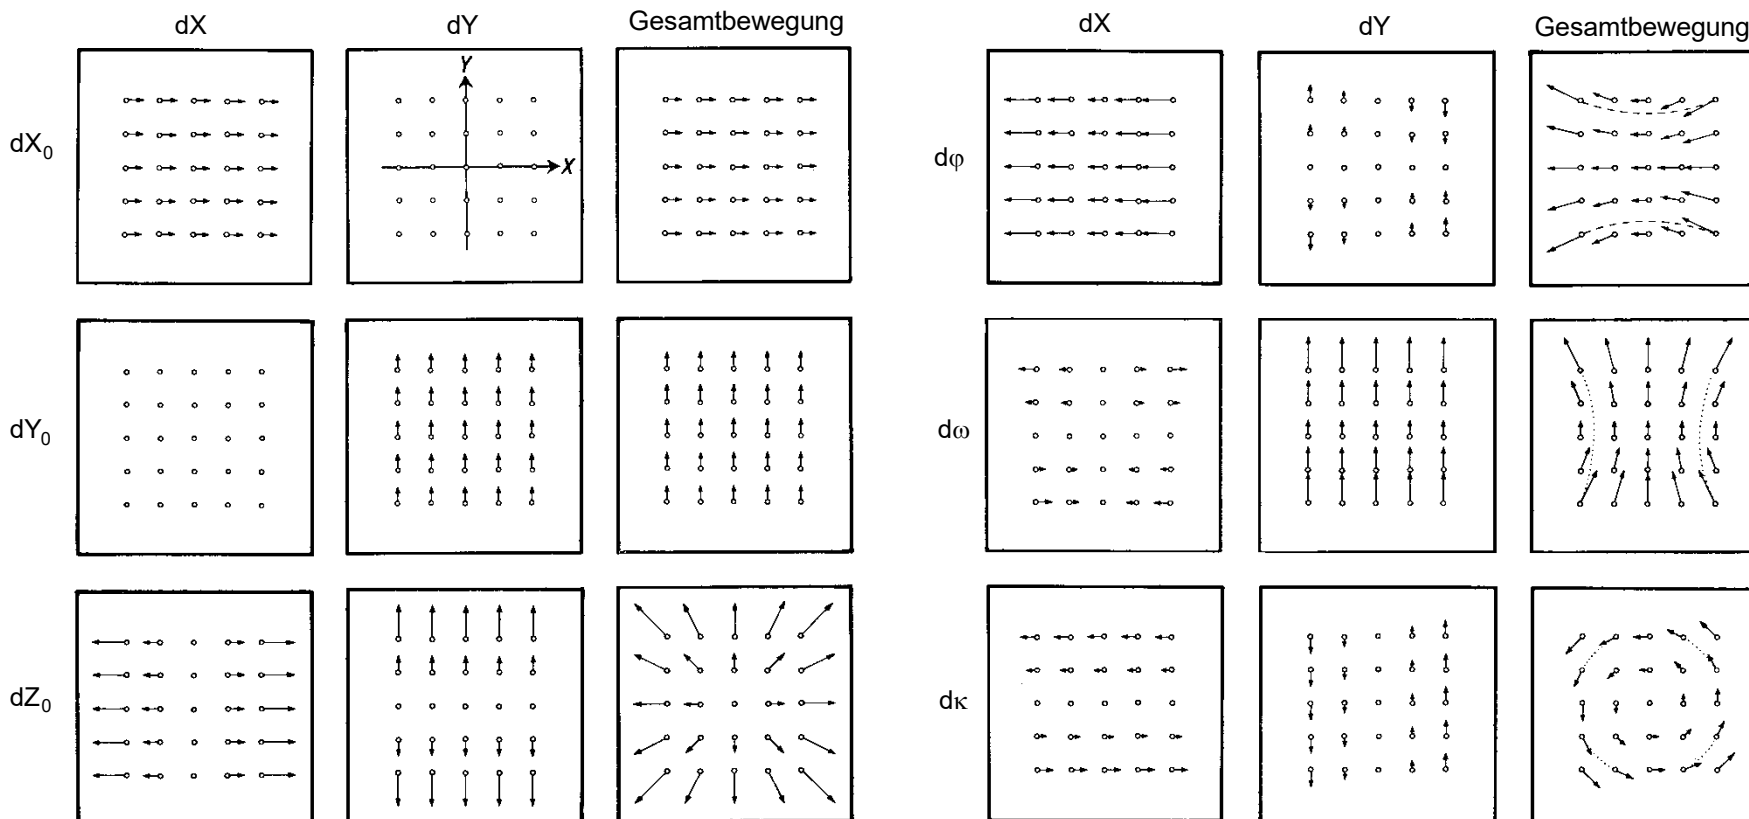 dX dY Gesamtbewegung dX dY Gesamtbewegung
dX₀ Y X dφ
dY₀ dω
dZ₀ dκ